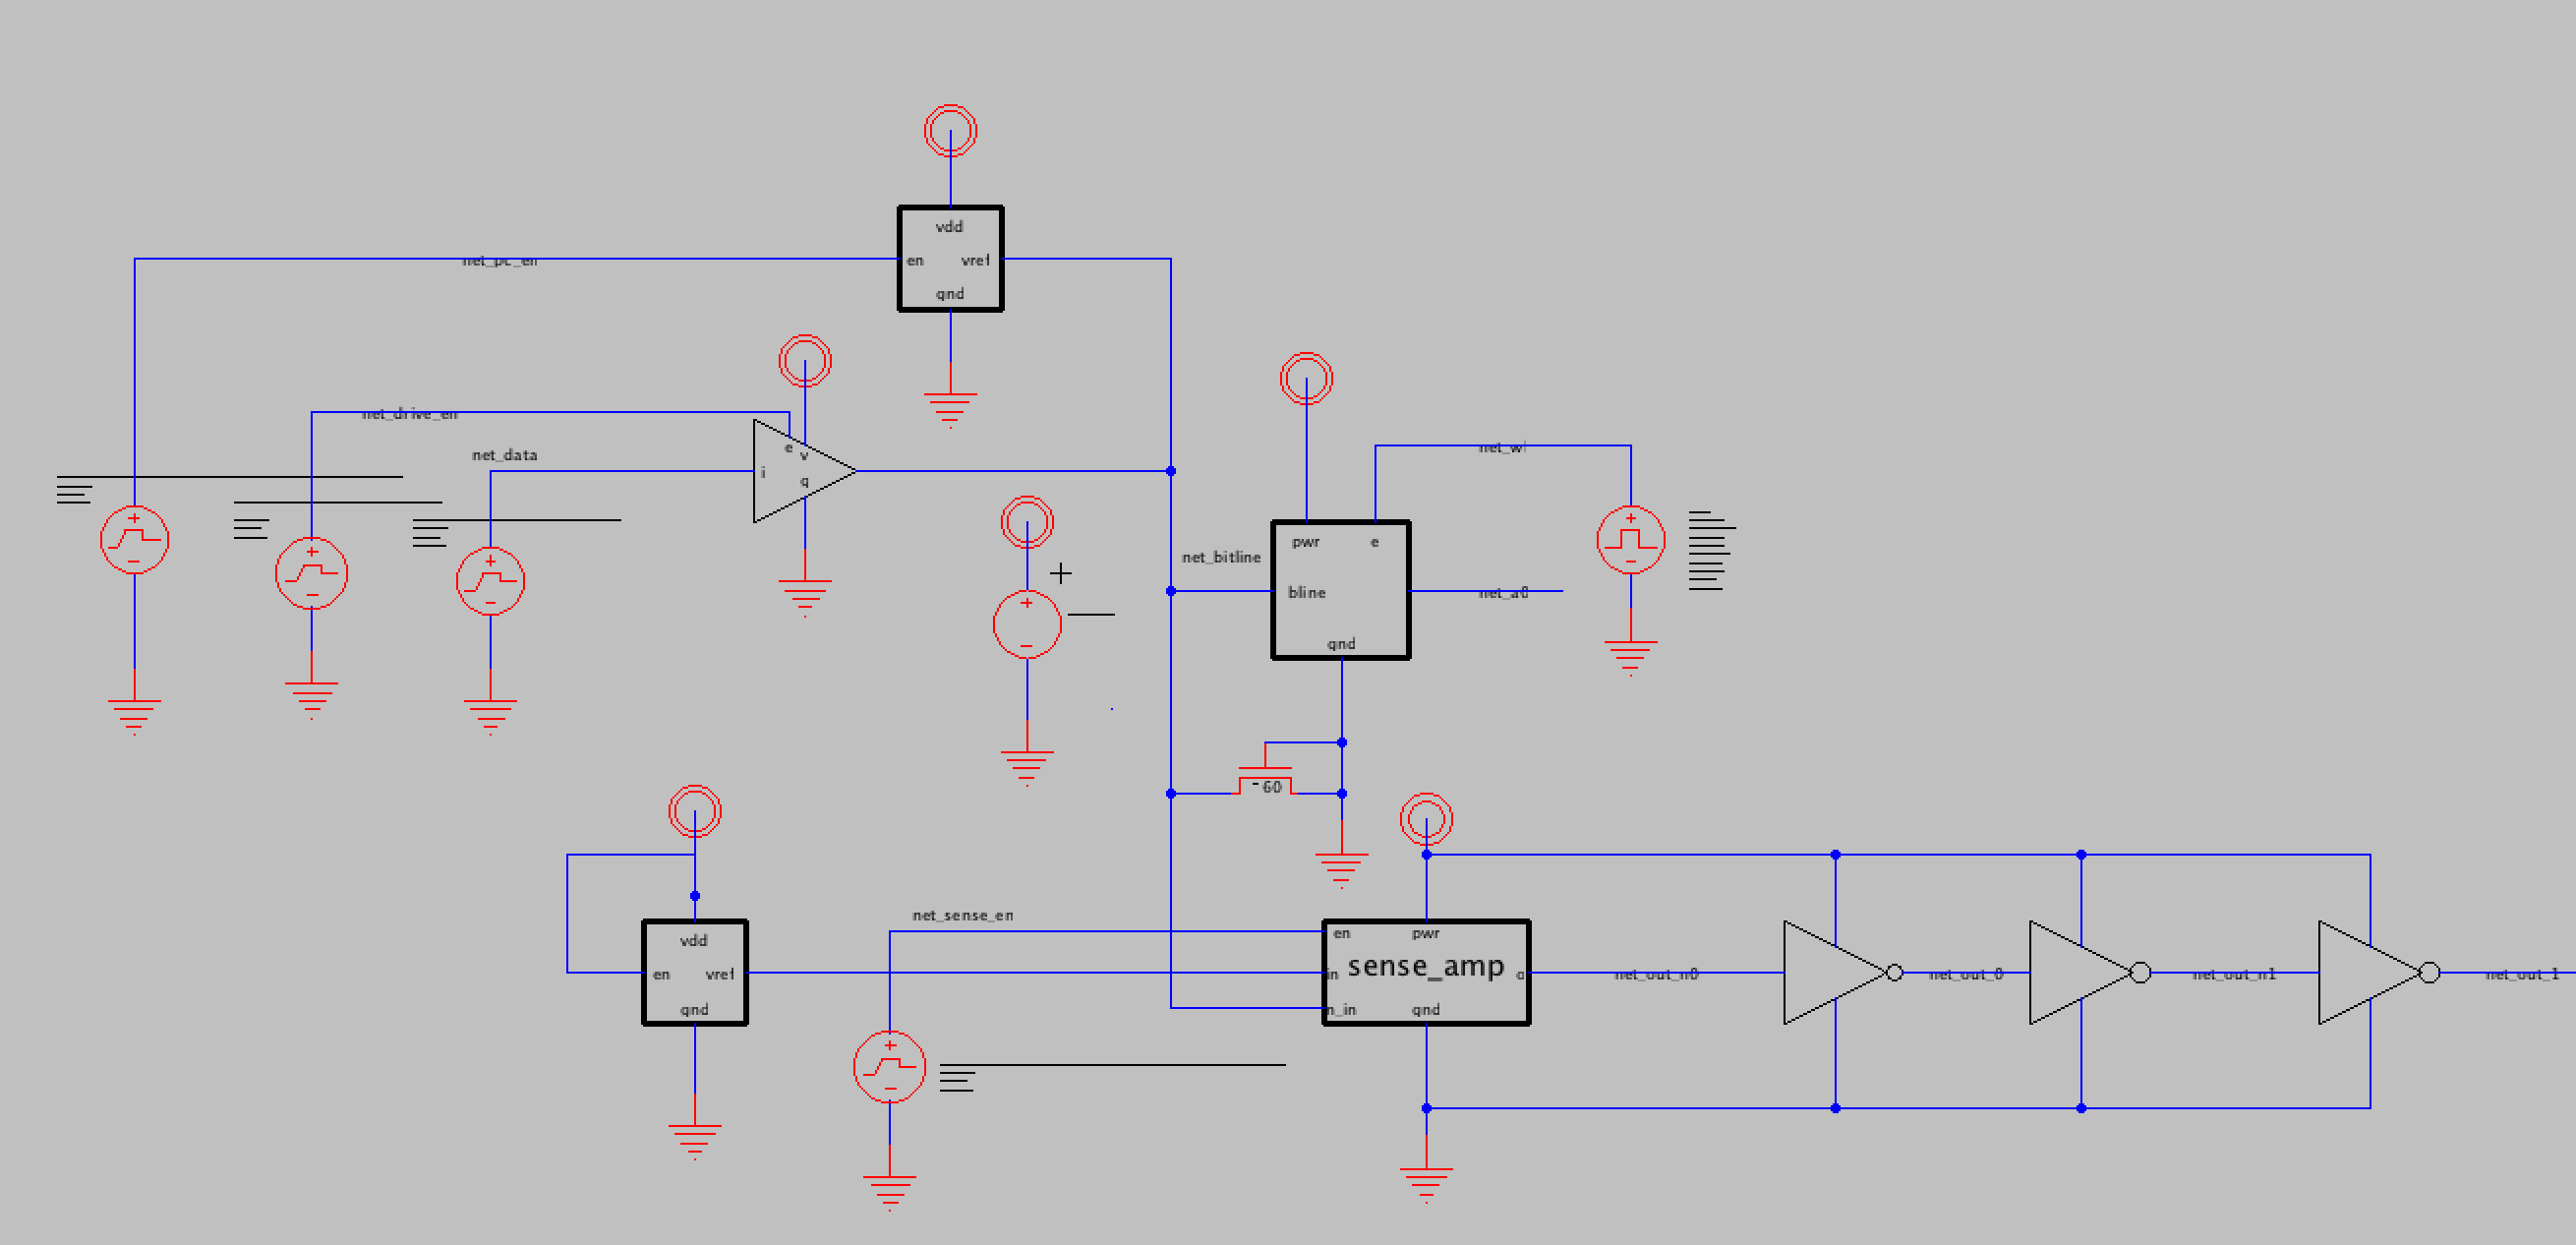 vdd
net_pc_en
en
vref
gnd
net_drive_en
e
v
net_data
i
g
net_wl
pwr
e
net_bitline
bline
net_a0
gnd
60
net_sense_en
en
pwr
vdd
en
vref
in
sense_amp
o
net_out_n0
net_out_0
net_out_n1
net_out_1
gnd
n_in
gnd